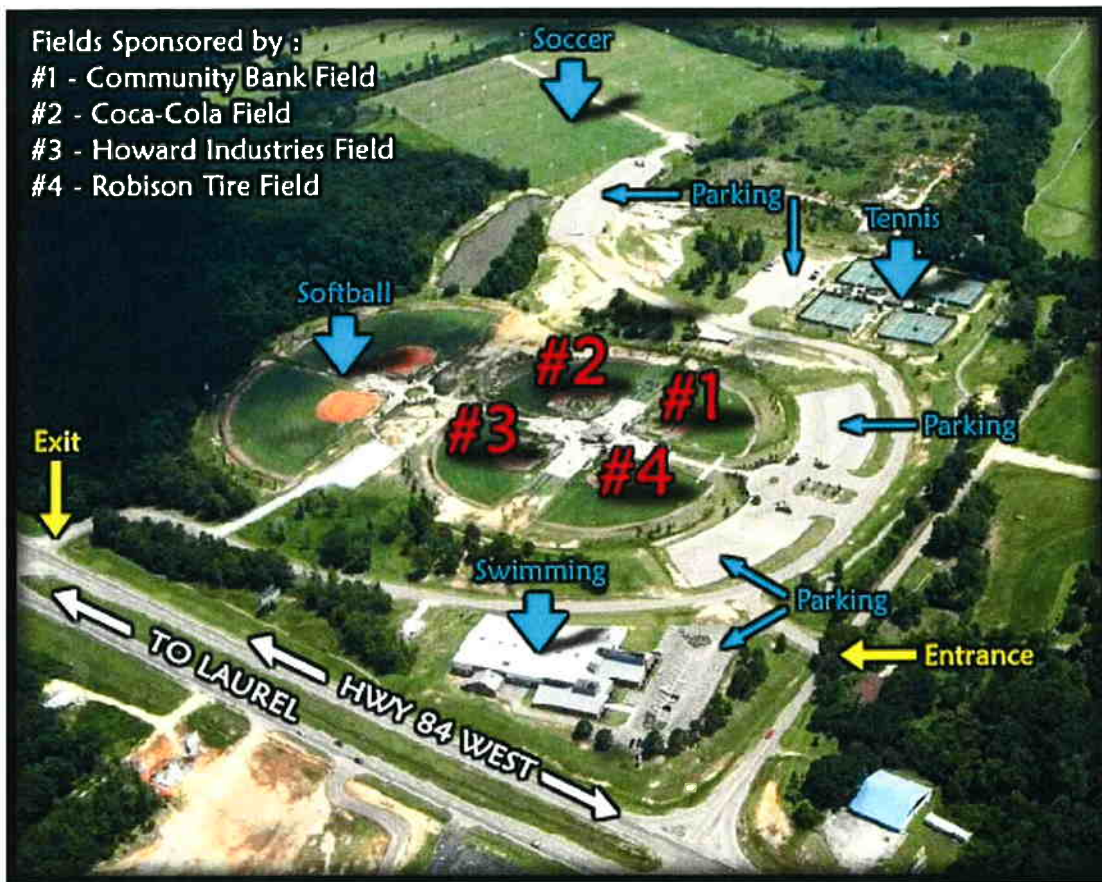 Fields Sponsored by :
#1 - Community Bank Field
#2 - Coca-Cola Field
#3 - Howard Industries Field
#4 - Robison Tire Field
Soccer
Parking
Tennis
Softball
#2
#1
#3
#4
Parking
Exit
Swimming
Parking
Entrance
TO LAUREL
HWY 84 WEST